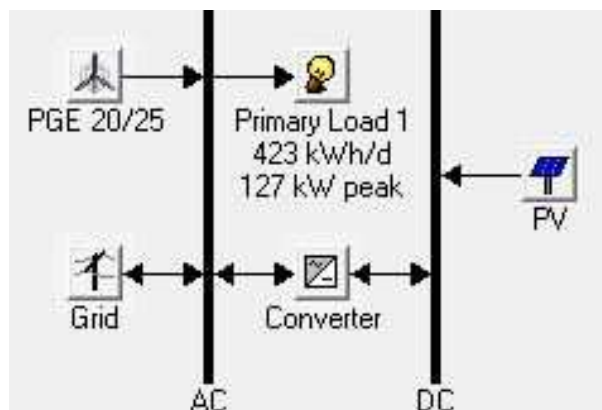 PGE 20/25
Primary Load 1
423 kWh/d
127 kW peak
PV
Grid
Converter
AC
DC